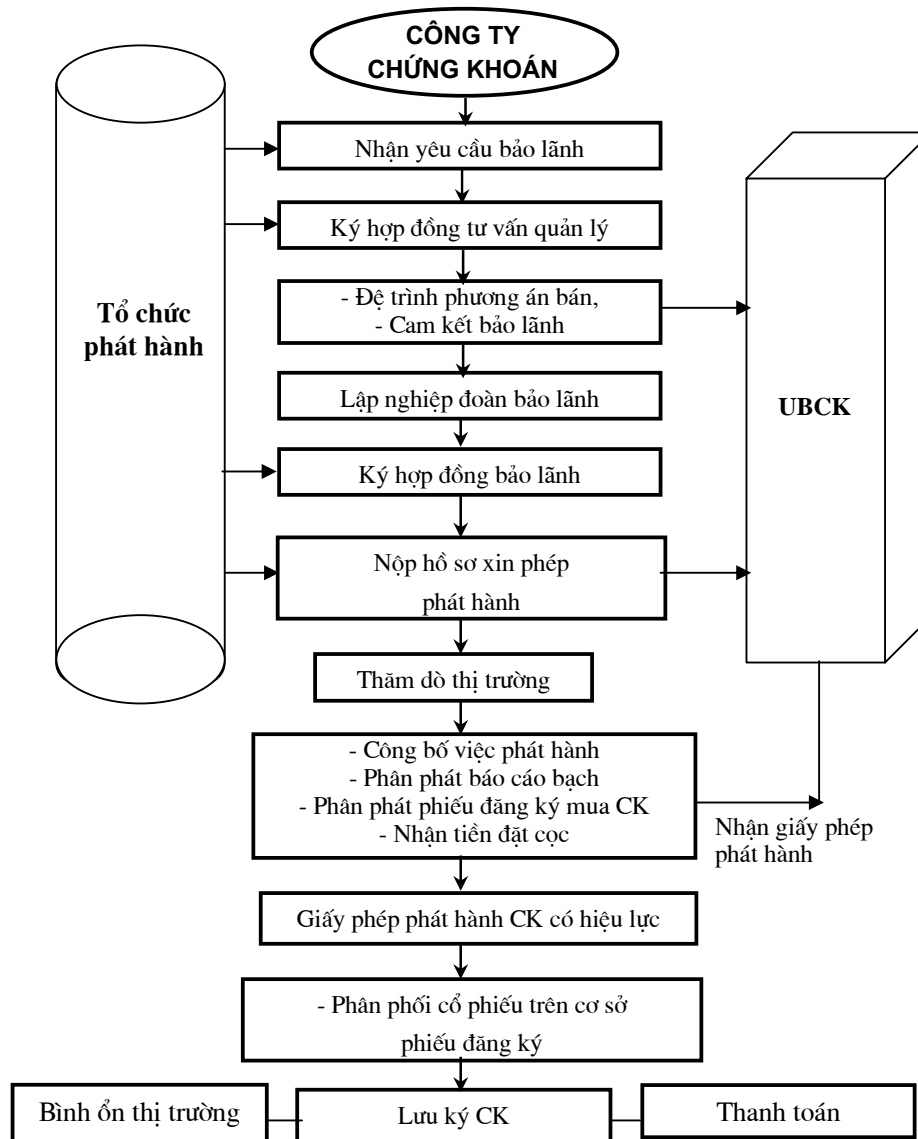 CÔNG TY
CHỨNG KHOÁN
Nhận yêu cầu bảo lãnh
Ký hợp đồng tư vấn quản lý
Tổ chức
phát hành
- Đệ trình phương án bán,
- Cam kết bảo lãnh
Lập nghiệp đoàn bảo lãnh
UBCK
Ký hợp đồng bảo lãnh
Nộp hồ sơ xin phép
phát hành
Thăm dò thị trường
- Công bố việc phát hành
- Phân phát báo cáo bạch
- Phân phát phiếu đăng ký mua CK
- Nhận tiền đặt cọc
Nhận giấy phép
phát hành
Giấy phép phát hành CK có hiệu lực
- Phân phối cổ phiếu trên cơ sở
phiếu đăng ký
Bình ổn thị trường
Lưu ký CK
Thanh toán